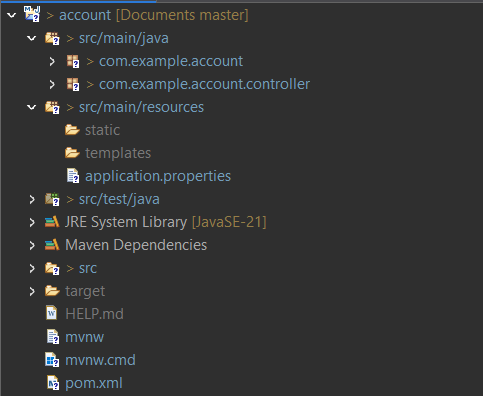 > account [Documents master]
> src/main/java
> com.example.account
> com.example.account.controller
> src/main/resources
static
templates
application.properties
> src/test/java
JRE System Library [JavaSE-21]
Maven Dependencies
> src
target
HELP.md
mvnw
mvnw.cmd
pom.xml